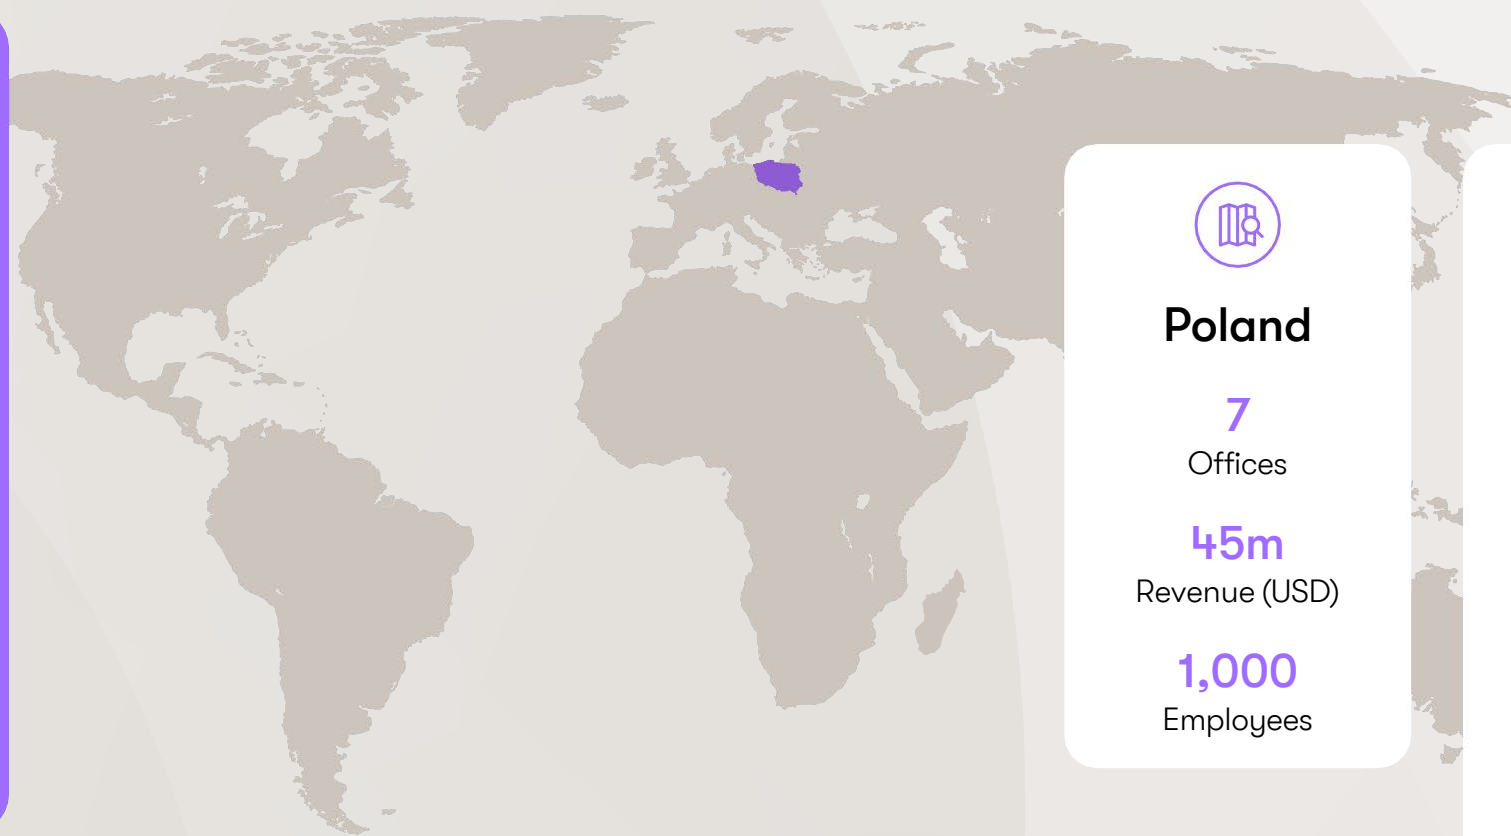 Poland
7
Offices
45m
Revenue (USD)
1,000
Employees